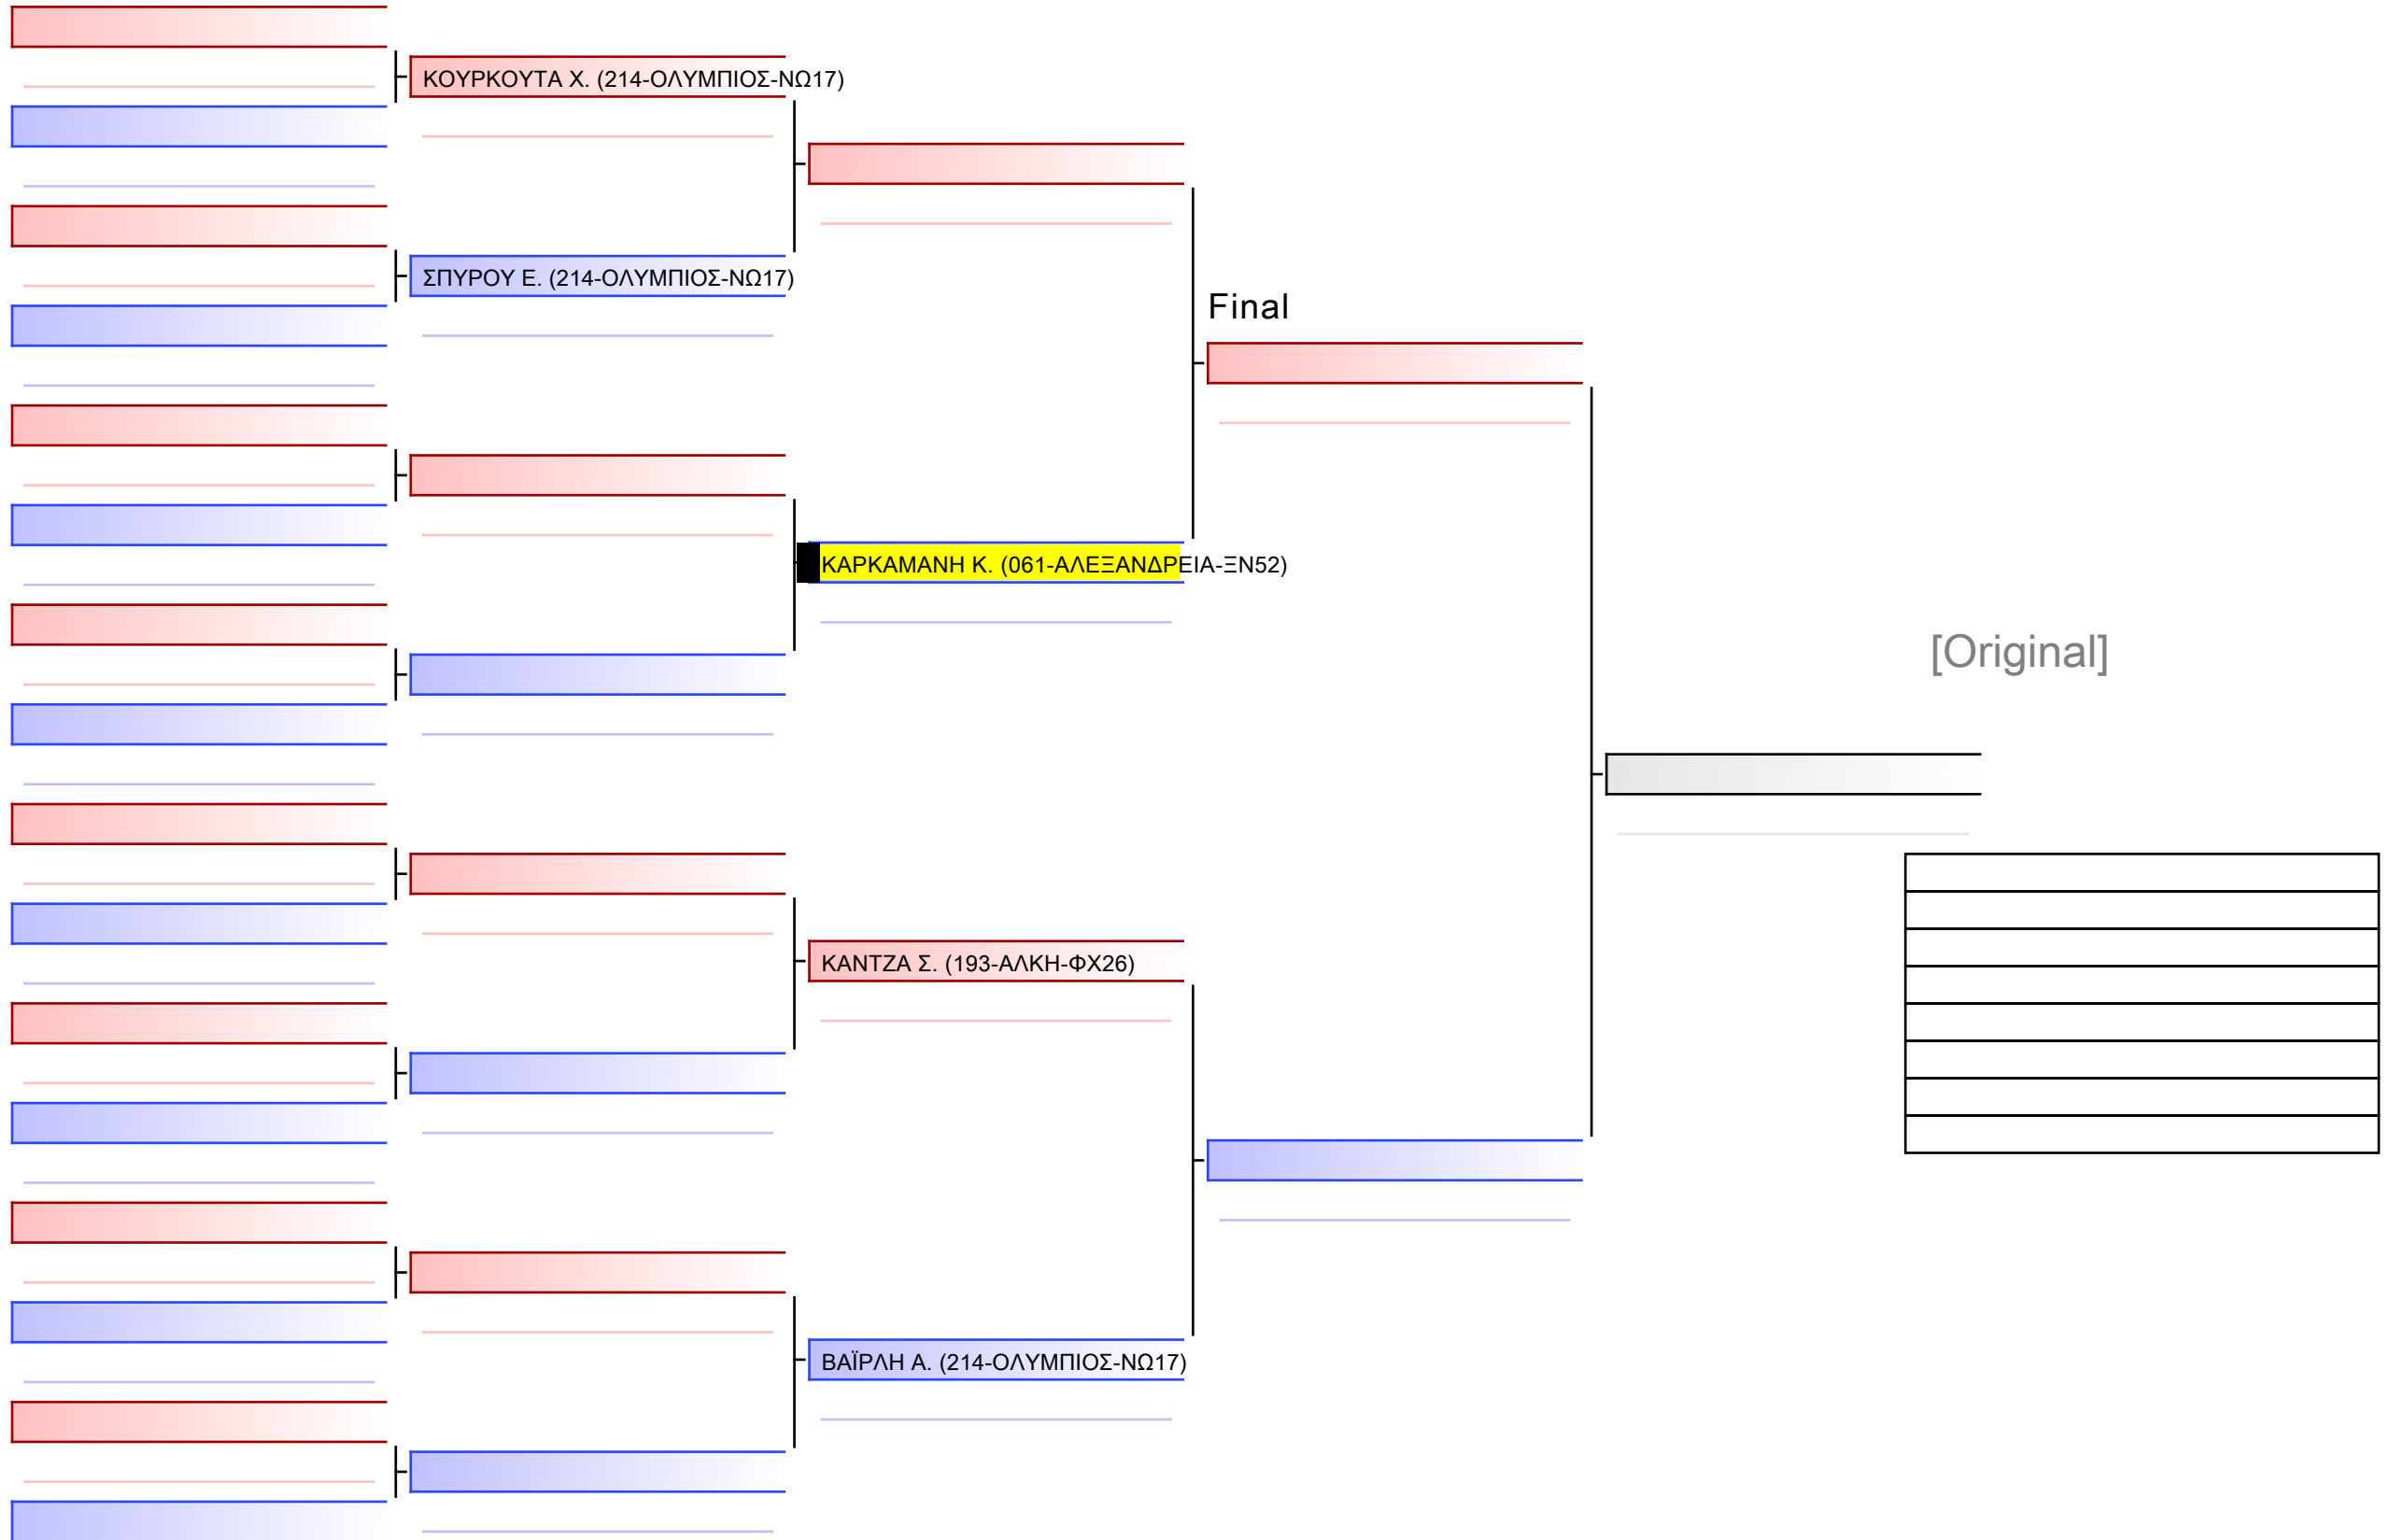 ΚΟΥΡΚΟΥΤΑ Χ. (214-ΟΛΥΜΠΙΟΣ-ΝΩ17)
ΣΠΥΡΟΥ Ε. (214-ΟΛΥΜΠΙΟΣ-ΝΩ17)
Final
ΚΑΡΚΑΜΑΝΗ Κ. (061-ΑΛΕΞΑΝΔΡΕΙΑ-ΞΝ52)
[Original]
ΚΑΝΤΖΑ Σ. (193-ΑΛΚΗ-ΦΧ26)
ΒΑΪΡΛΗ Α. (214-ΟΛΥΜΠΙΟΣ-ΝΩ17)